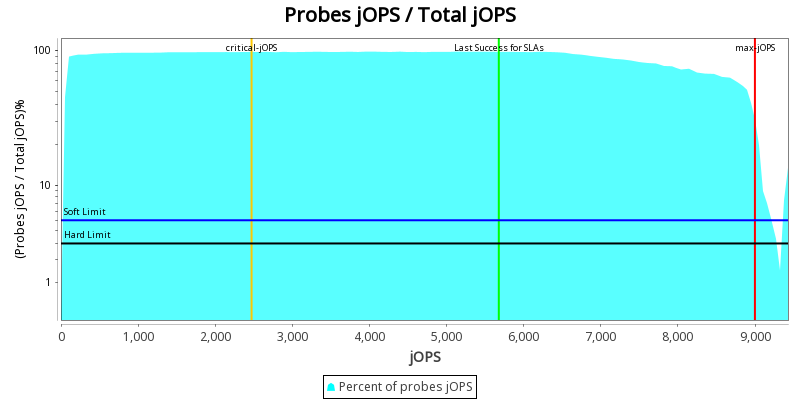 Probes jOPS / Total jOPS
(Probes jOPS / Total jOPS)%
100
10
1
critical-jOPS
Last Success for SLAs
max-jOPS
Soft Limit
Hard Limit
0
1,000
2,000
3,000
4,000
5,000
6,000
7,000
8,000
9,000
jOPS
Percent of probes jOPS